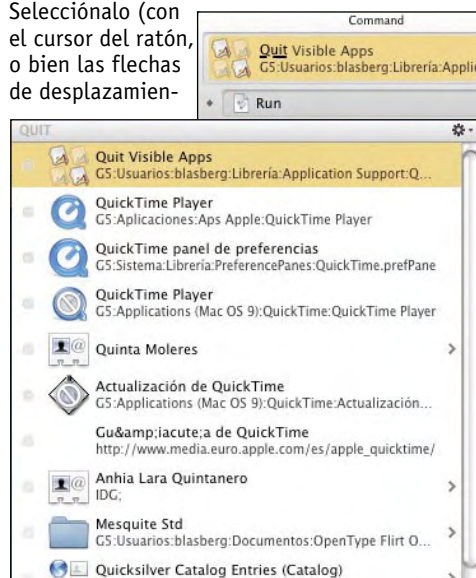 Selecciónalo (con
el cursor del ratón,
o bien las flechas
de desplazamien-
Command
Quit Visible Apps
G5:Usuarios:blasberg:Librería:Applic
Run
QUIT
Quit Visible Apps
G5:Usuarios:blasberg:Librería:Application Support:Q...
QuickTime Player
G5:Aplicaciones:Aps Apple:QuickTime Player
QuickTime panel de preferencias
G5:Sistema:Librería:PreferencePanes:QuickTime.prefPane
QuickTime Player
G5:Applications (Mac OS 9):QuickTime:QuickTime Player
Quinta Moleres
Actualización de QuickTime
G5:Applications (Mac OS 9):QuickTime:Actualización...
Gu&amp;iacute;a de QuickTime
http://www.media.euro.apple.com/es/apple_quicktime/
Anhia Lara Quintanero
IDG;
Mesquite Std
G5:Usuarios:blasberg:Documentos:OpenType Flirt O...
Quicksilver Catalog Entries (Catalog)